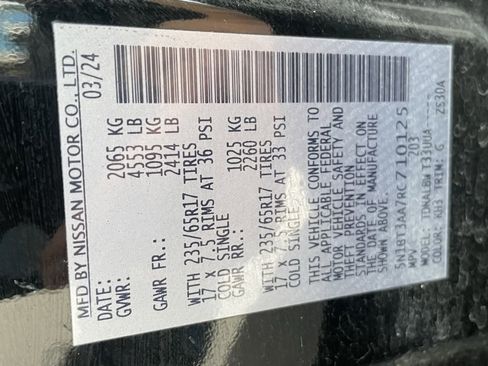 MFD BY NISSAN MOTOR CO., LTD.
DATE: 03/24
GVWR: 2065 KG
4553 LB
GAWR FR.: 1095 KG
2414 LB
WITH 235/65R17 TIRES
17 X 7.5 RIMS AT 36 PSI
COLD SINGLE
GAWR RR.: 1025 KG
2260 LB
WITH 235/65R17 TIRES
17 X 7.5 RIMS AT 33 PSI
COLD SINGLE
THIS VEHICLE CONFORMS TO
ALL APPLICABLE FEDERAL
MOTOR VEHICLE SAFETY AND
THEFT PREVENTION
STANDARDS IN EFFECT ON
THE DATE OF MANUFACTURE
SHOWN ABOVE.
5N1BT3AA7RC710125
MPV 203
MODEL: TDKALBW T33UUA
COLOR: KH3 TRIM: G ZS30A